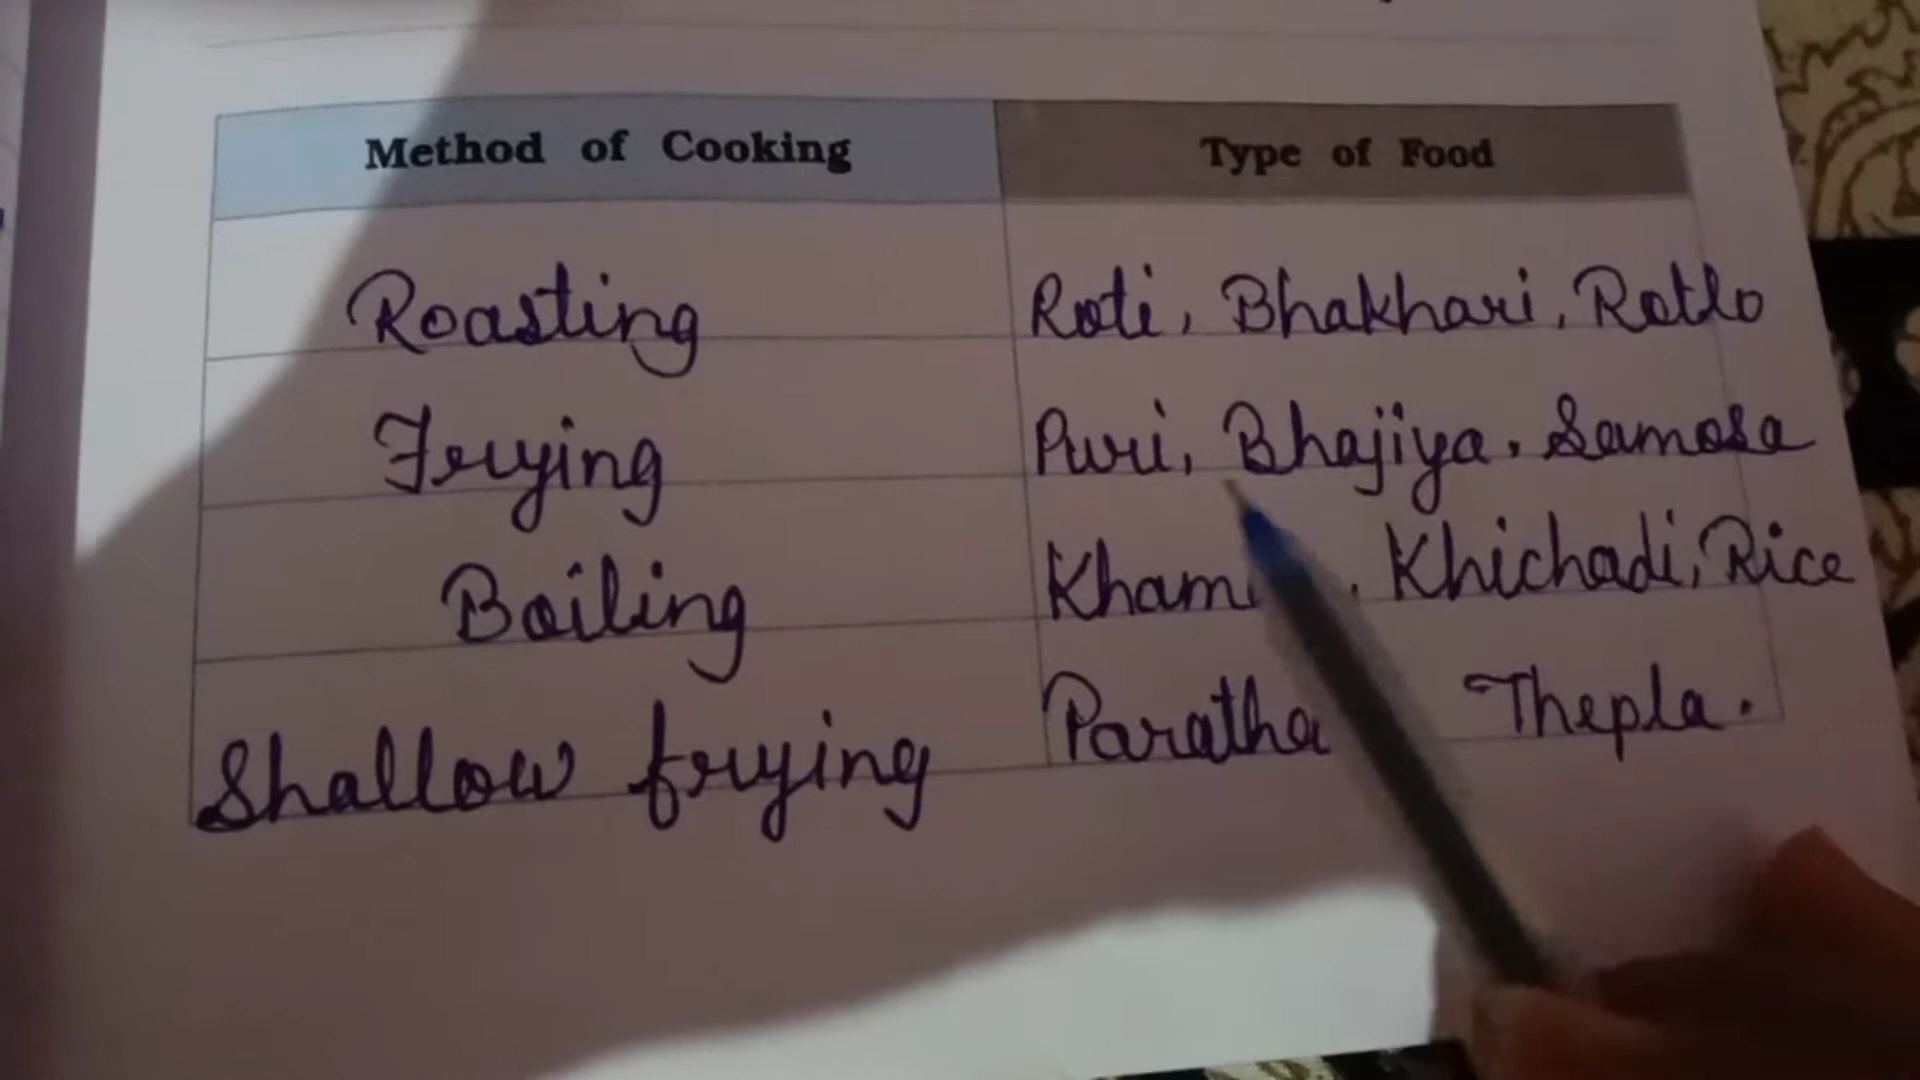 Method of Cooking Type of Food
Roasting Roti, Bhakhari, Rotlo
Frying Puri, Bhajiya, Samosa
Boiling Khichadi, Rice
Shallow frying Paratha Thepla.